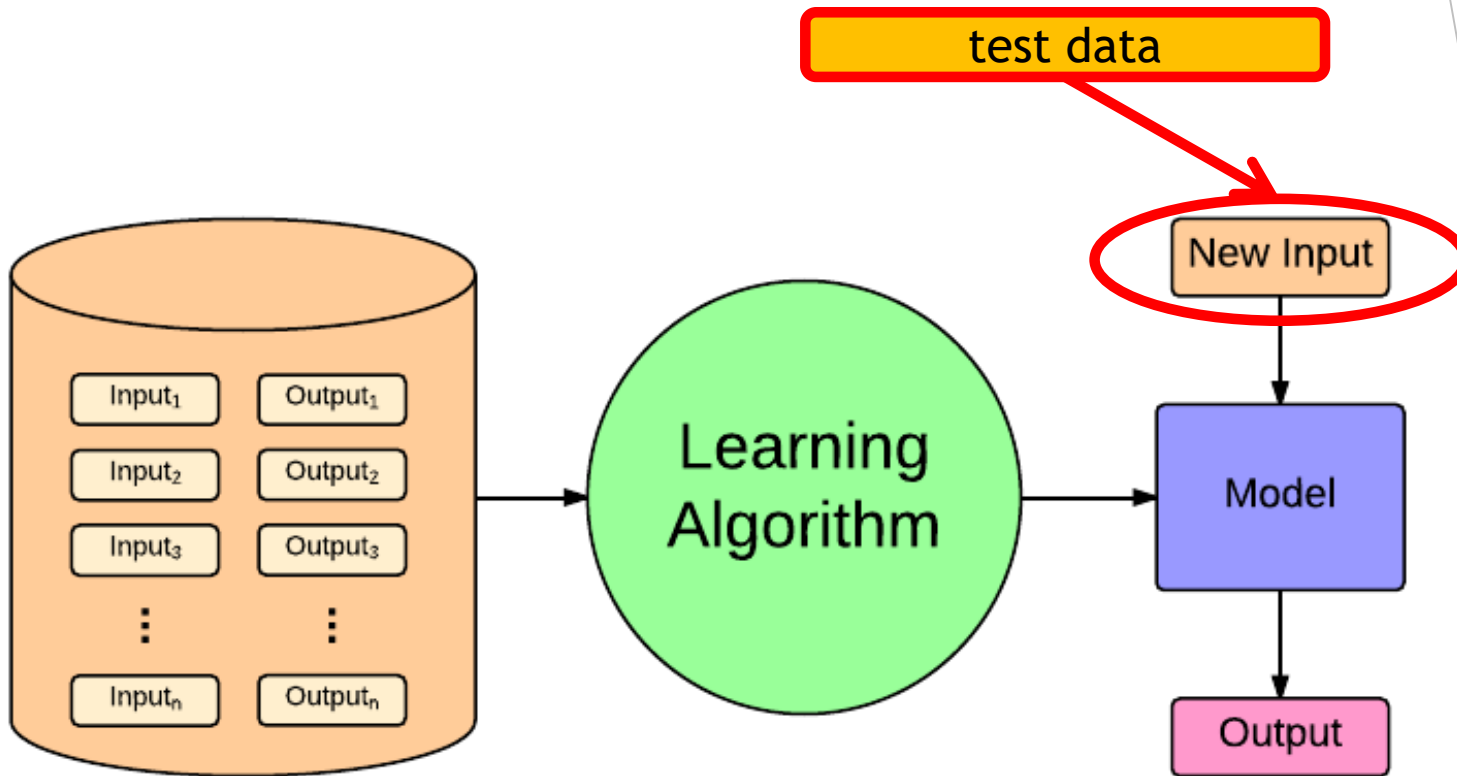 test data
New Input
Input₁ Output₁
Input₂ Output₂
Input₃ Output₃
⋮ ⋮
Inputₙ Outputₙ
Learning
Algorithm
Model
Output